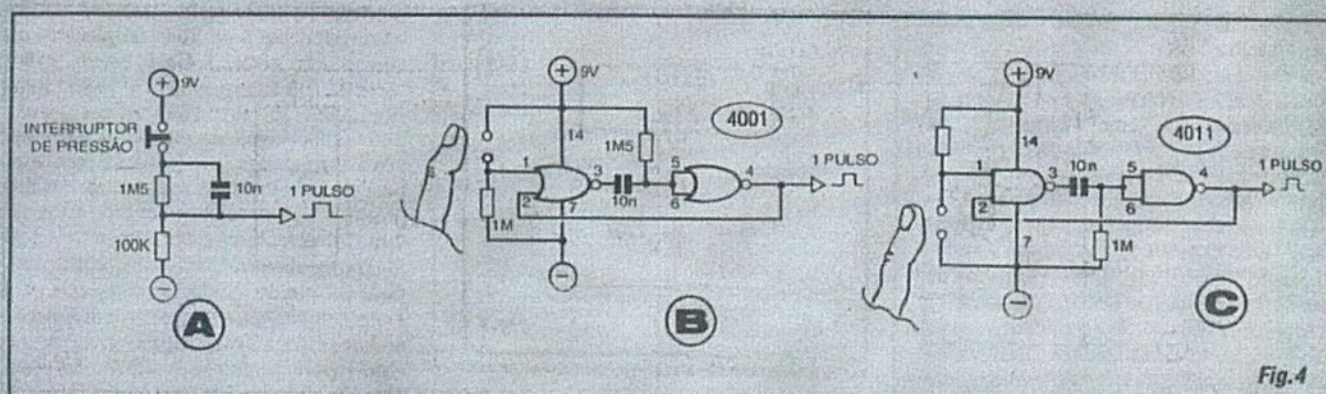 9V
INTERRUPTOR
DE PRESSÃO
1M5
10n
1 PULSO
100K
A
9V
4001
14
1M5
1
2
3
10n
5
6
4
1 PULSO
7
1M
B
9V
4011
14
1
2
3
10n
5
6
4
1 PULSO
7
1M
C
Fig.4